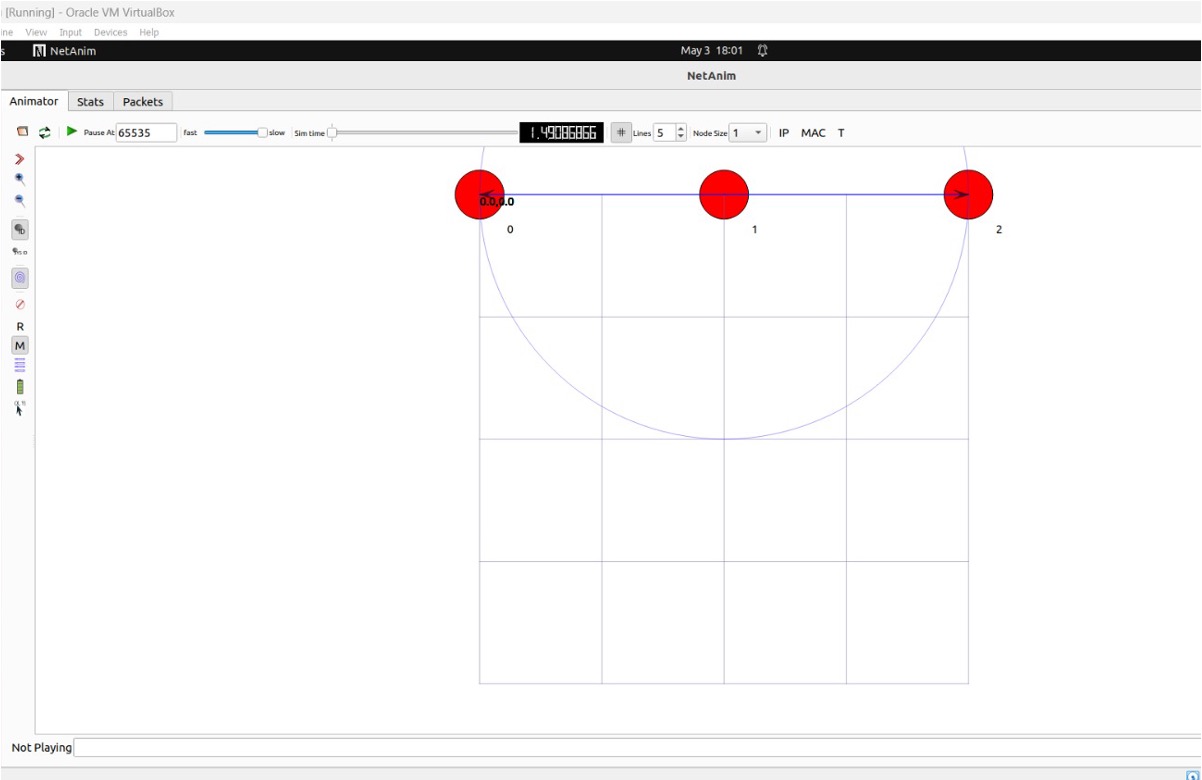 [Running] - Oracle VM VirtualBox
ine View Input Devices Help
s NetAnim May 3 18:01
NetAnim
Animator Stats Packets
Pause At 65535 fast slow Sim time 1.49086866 # Lines 5 Node Size 1 IP MAC T
0.0,0.0
0 1 2
R
M
Not Playing